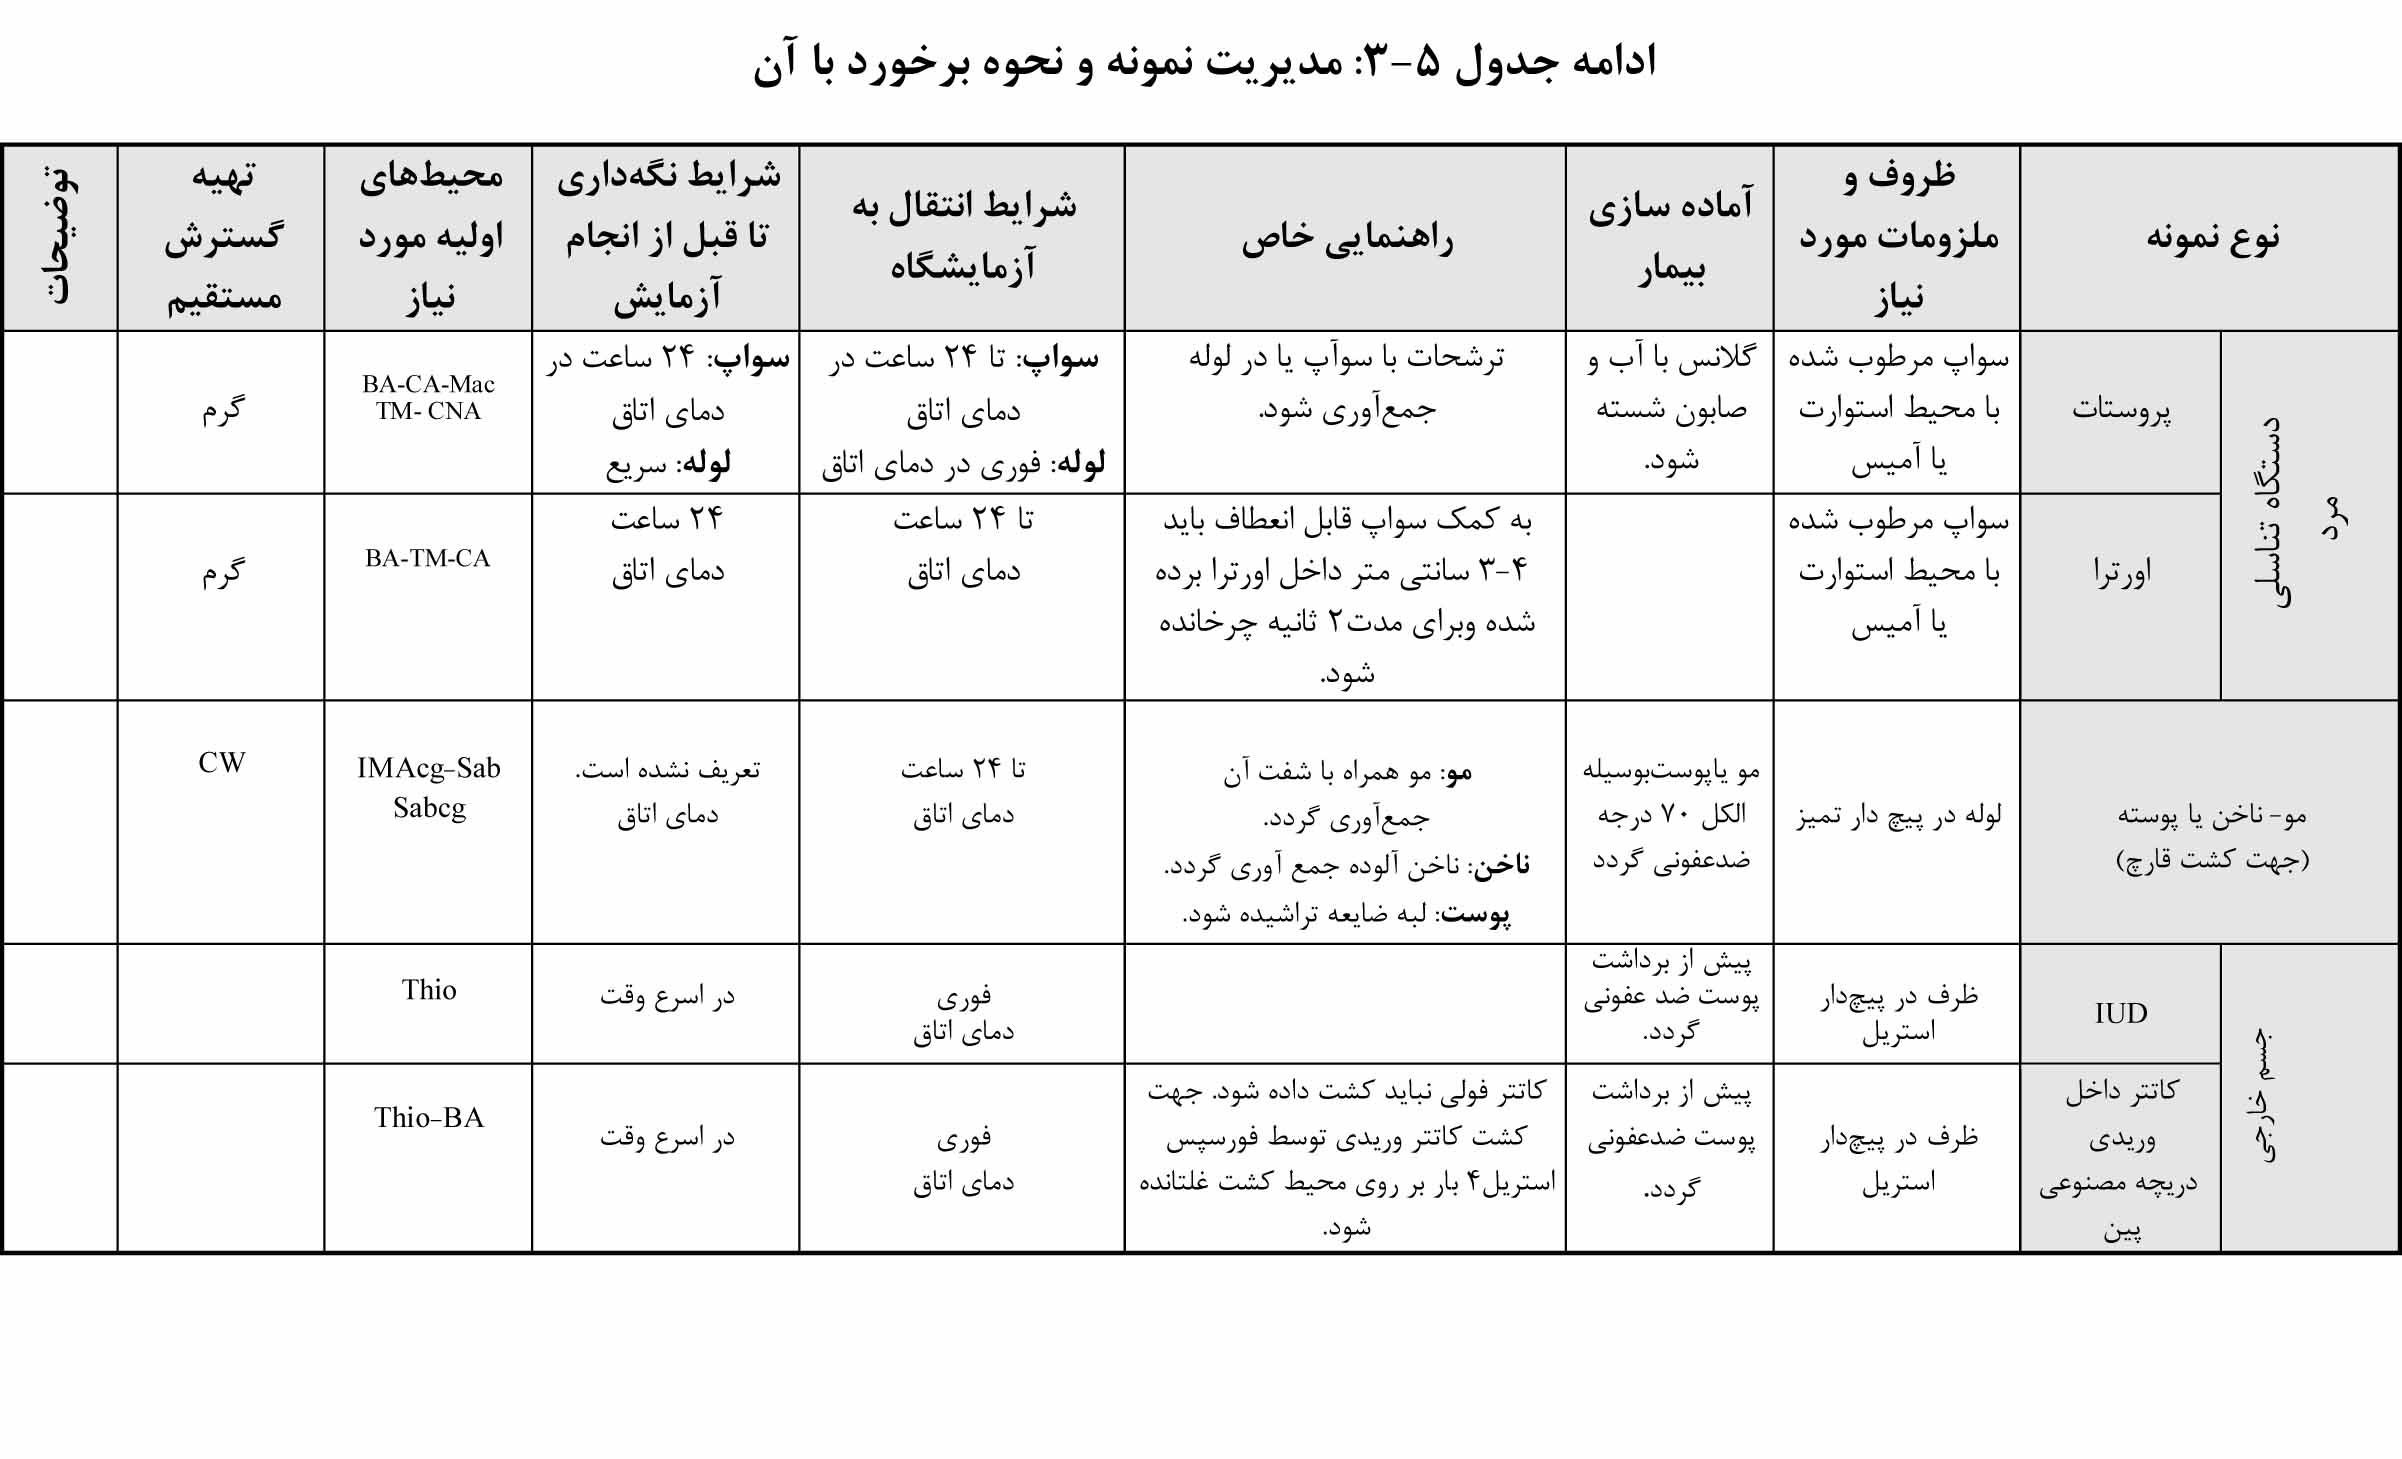 ادامه جدول ۵-۳: مدیریت نمونه و نحوه برخورد با آن
نوع نمونه
ظروف و
ملزومات مورد
نیاز
آماده سازی
بیمار
راهنمایی خاص
شرایط انتقال به
آزمایشگاه
شرایط نگه‌داری
تا قبل از انجام
آزمایش
محیط‌های
اولیه مورد
نیاز
تهیه
گسترش
مستقیم
توضیحات
دستگاه تناسلی
مرد
پروستات
سواپ مرطوب شده
با محیط استوارت
یا آمیس
گلانس با آب و
صابون شسته
شود.
ترشحات با سوآپ یا در لوله
جمع‌آوری شود.
سواپ: تا ۲۴ ساعت در
دمای اتاق
لوله: فوری در دمای اتاق
سواپ: ۲۴ ساعت در
دمای اتاق
لوله: سریع
BA-CA-Mac
TM- CNA
گرم
اورترا
سواپ مرطوب شده
با محیط استوارت
یا آمیس
به کمک سواپ قابل انعطاف باید
۳-۴ سانتی متر داخل اورترا برده
شده وبرای مدت۲ ثانیه چرخانده
شود.
تا ۲۴ ساعت
دمای اتاق
۲۴ ساعت
دمای اتاق
BA-TM-CA
گرم
مو- ناخن یا پوسته
(جهت کشت قارچ)
لوله در پیچ دار تمیز
مو یاپوست‌بوسیله
الکل ۷۰ درجه
ضدعفونی گردد
مو: مو همراه با شفت آن
جمع‌آوری گردد.
ناخن: ناخن آلوده جمع آوری گردد.
پوست: لبه ضایعه تراشیده شود.
تا ۲۴ ساعت
دمای اتاق
تعریف نشده است.
دمای اتاق
IMAcg-Sab
Sabcg
CW
جسم خارجی
IUD
ظرف در پیچ‌دار
استریل
پیش از برداشت
پوست ضد عفونی
گردد.
فوری
دمای اتاق
در اسرع وقت
Thio
کاتتر داخل
وریدی
دریچه مصنوعی
پین
ظرف در پیچ‌دار
استریل
پیش از برداشت
پوست ضدعفونی
گردد.
کاتتر فولی نباید کشت داده شود. جهت
کشت کاتتر وریدی توسط فورسپس
استریل۴ بار بر روی محیط کشت غلتانده
شود.
فوری
دمای اتاق
در اسرع وقت
Thio-BA